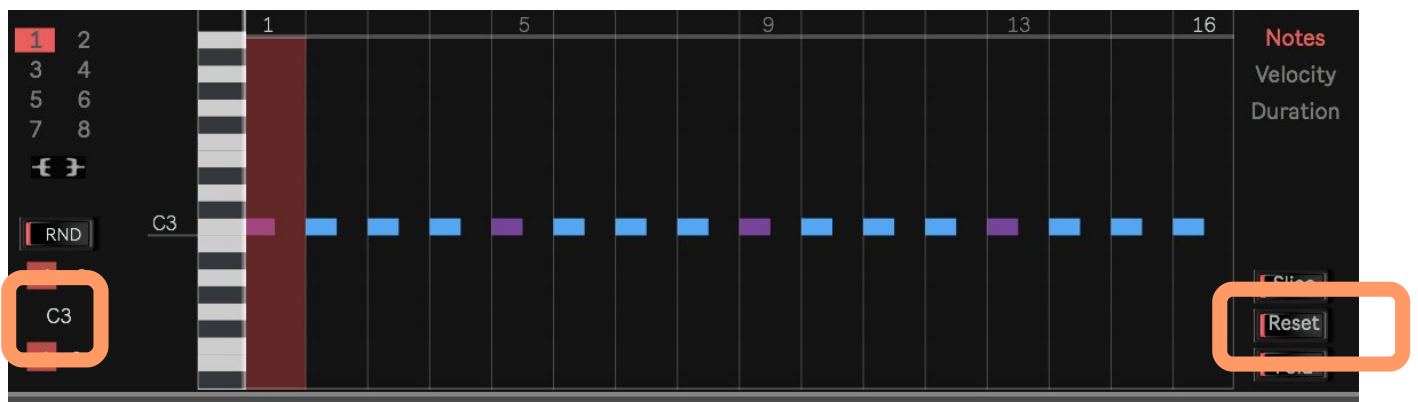 1 5 9 13 16
1 2
3 4
5 6
7 8
RND
C3
C3
Notes
Velocity
Duration
Reset